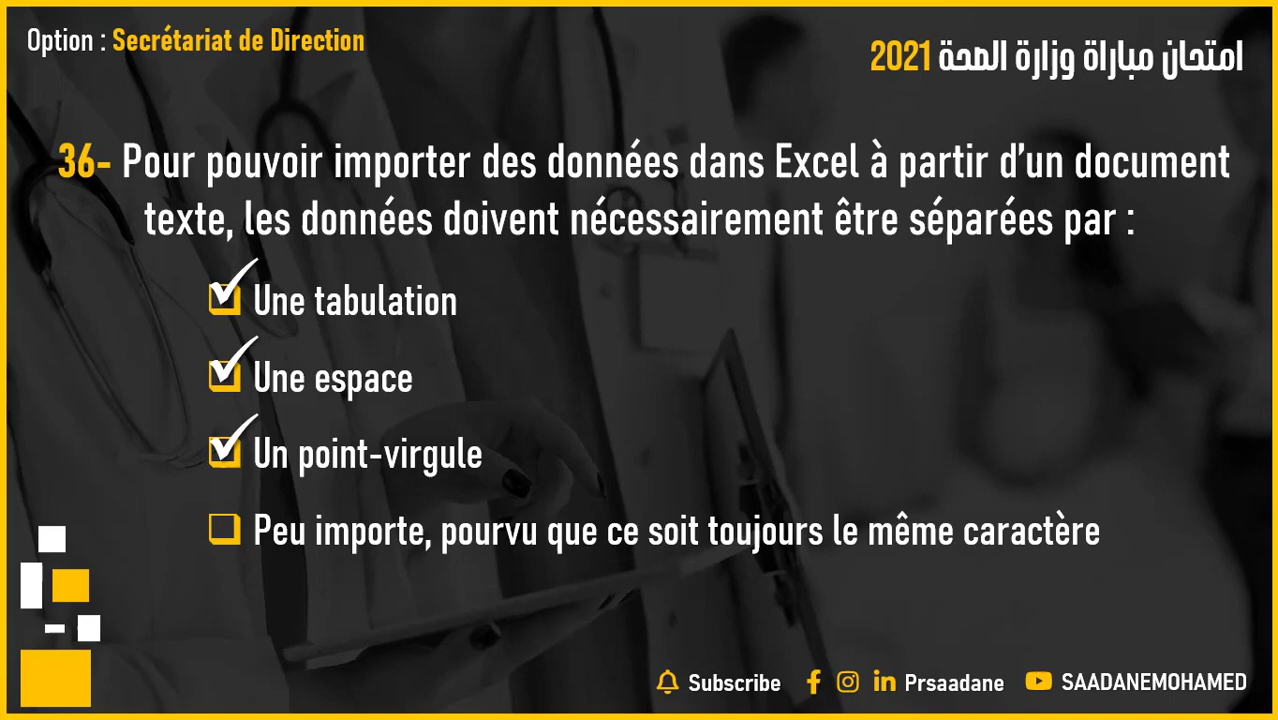 Option : Secrétariat de Direction
امتحان مباراة وزارة الصحة 2021
36- Pour pouvoir importer des données dans Excel à partir d’un document
texte, les données doivent nécessairement être séparées par :
Une tabulation
Une espace
Un point-virgule
Peu importe, pourvu que ce soit toujours le même caractère
Subscribe Prsaadane SAADANEMOHAMED